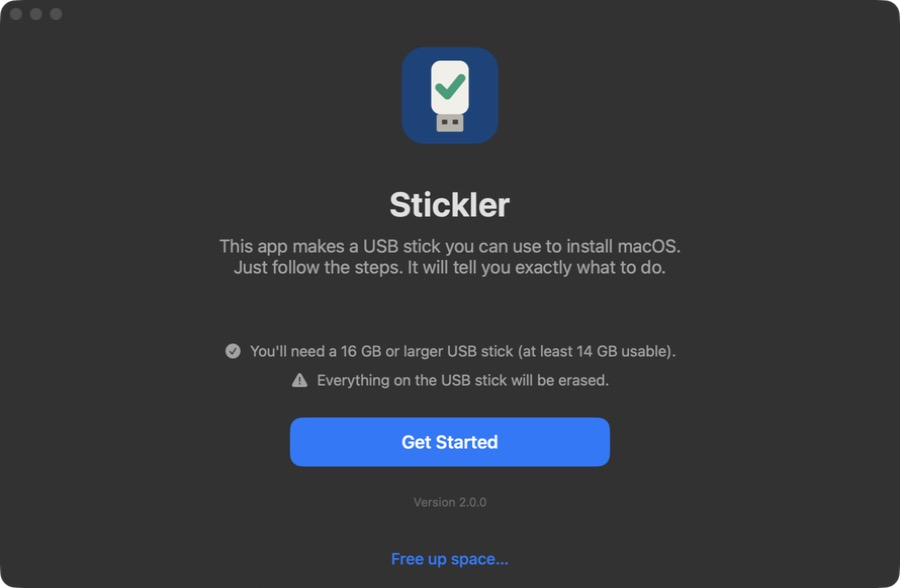 Stickler
This app makes a USB stick you can use to install macOS.
Just follow the steps. It will tell you exactly what to do.
You'll need a 16 GB or larger USB stick (at least 14 GB usable).
Everything on the USB stick will be erased.
Get Started
Version 2.0.0
Free up space...